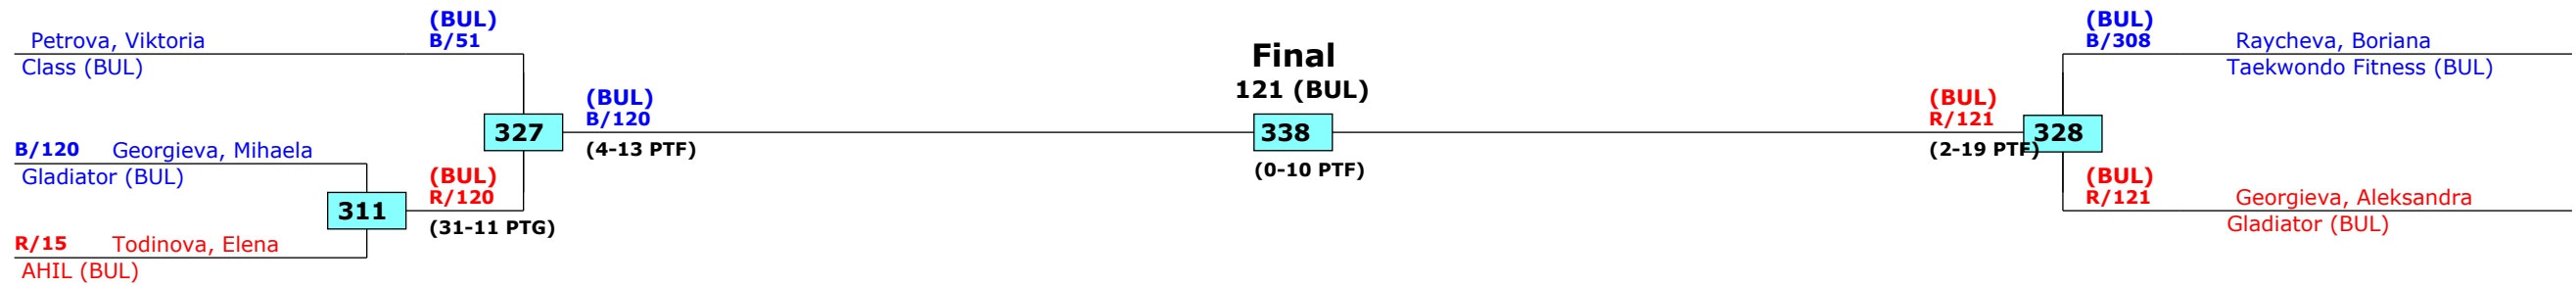 (BUL)
B/51
Petrova, Viktoria
Class (BUL)
B/120 Georgieva, Mihaela
Gladiator (BUL)
R/15 Todinova, Elena
AHIL (BUL)
311
(BUL)
R/120
(31-11 PTG)
327
(BUL)
B/120
(4-13 PTF)
Final
121 (BUL)
338
(0-10 PTF)
(BUL)
R/121
(2-19 PTF)
328
(BUL)
B/308 Raycheva, Boriana
Taekwondo Fitness (BUL)
(BUL)
R/121 Georgieva, Aleksandra
Gladiator (BUL)